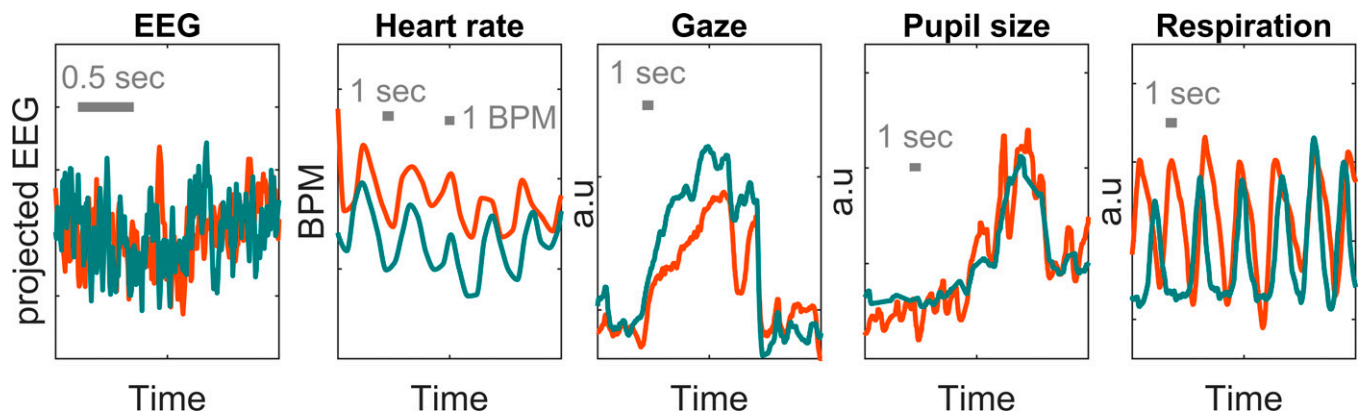 EEG
Heart rate
Gaze
Pupil size
Respiration
0.5 sec
1 sec
1 BPM
1 sec
1 sec
1 sec
projected EEG
BPM
a.u
a.u
a.u
Time
Time
Time
Time
Time